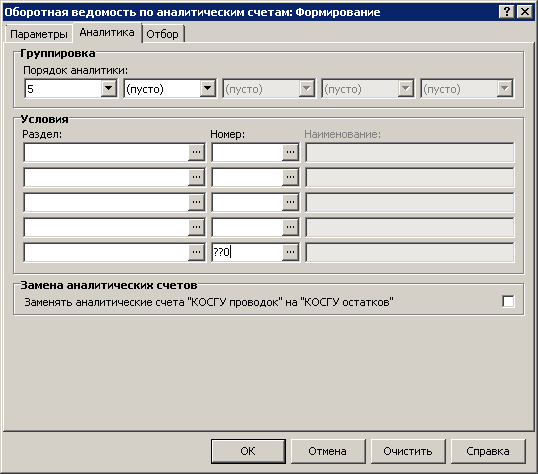 Оборотная ведомость по аналитическим счетам: Формирование
Параметры Аналитика Отбор
Группировка
Порядок аналитики:
5 (пусто) (пусто) (пусто) (пусто)
Условия
Раздел: Номер: Наименование:
??0
Замена аналитических счетов
Заменять аналитические счета "КОСГУ проводок" на "КОСГУ остатков"
ОК Отмена Очистить Справка